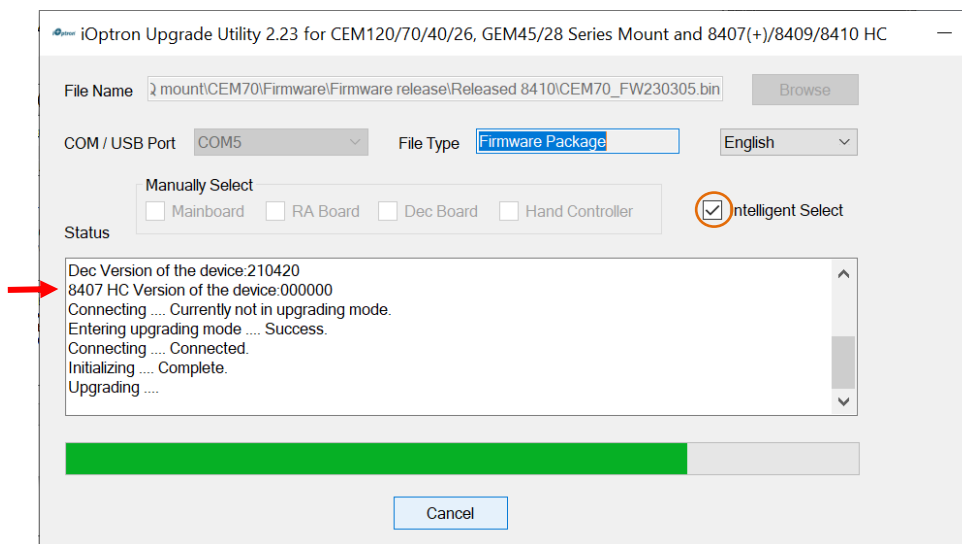 iOptron iOptron Upgrade Utility 2.23 for CEM120/70/40/26, GEM45/28 Series Mount and 8407(+)/8409/8410 HC
File Name Q mount\CEM70\Firmware\Firmware release\Released 8410\CEM70_FW230305.bin Browse
COM / USB Port COM5 File Type Firmware Package English
Manually Select
Mainboard RA Board Dec Board Hand Controller Intelligent Select
Status
Dec Version of the device:210420
8407 HC Version of the device:000000
Connecting .... Currently not in upgrading mode.
Entering upgrading mode .... Success.
Connecting .... Connected.
Initializing .... Complete.
Upgrading ....
Cancel